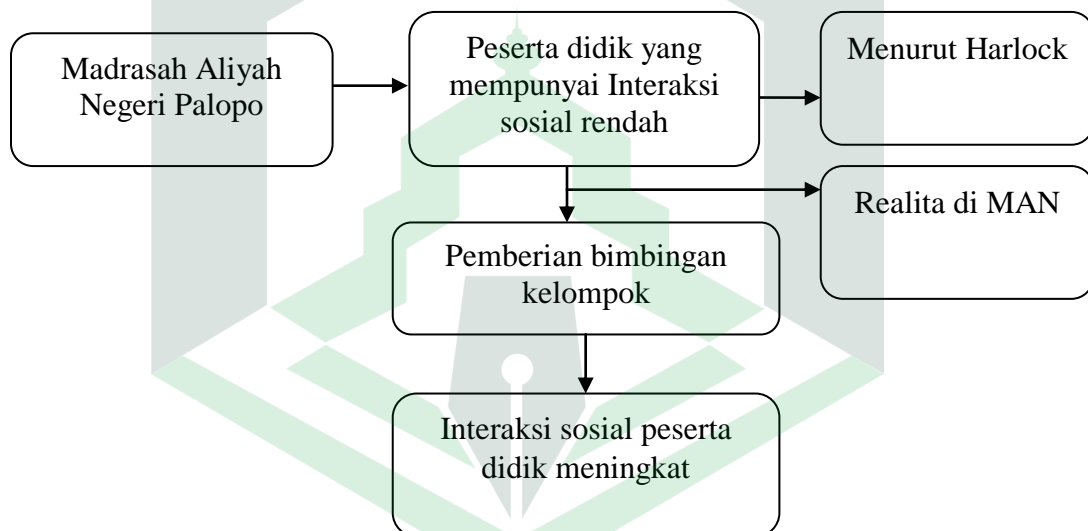 Madrasah Aliyah
Negeri Palopo
Peserta didik yang
mempunyai Interaksi
sosial rendah
Menurut Harlock
Realita di MAN
Pemberian bimbingan
kelompok
Interaksi sosial peserta
didik meningkat